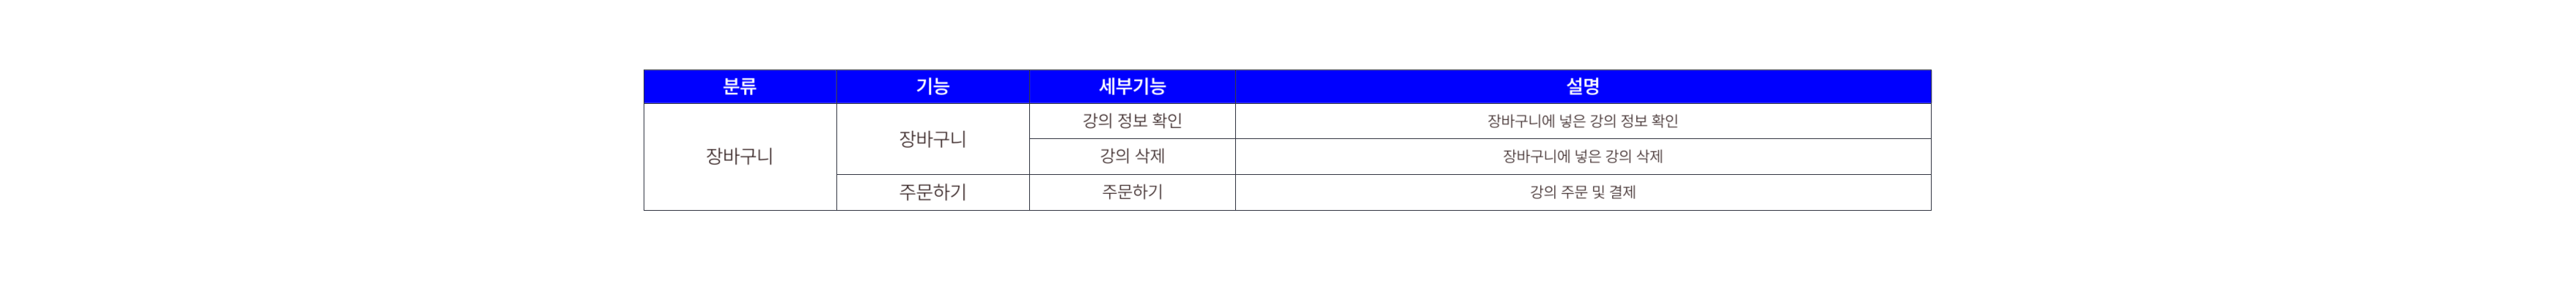 분류 기능 세부기능 설명
강의 정보 확인 장바구니에 넣은 강의 정보 확인
장바구니
장바구니 강의 삭제 장바구니에 넣은 강의 삭제
주문하기 주문하기 강의 주문 및 결제